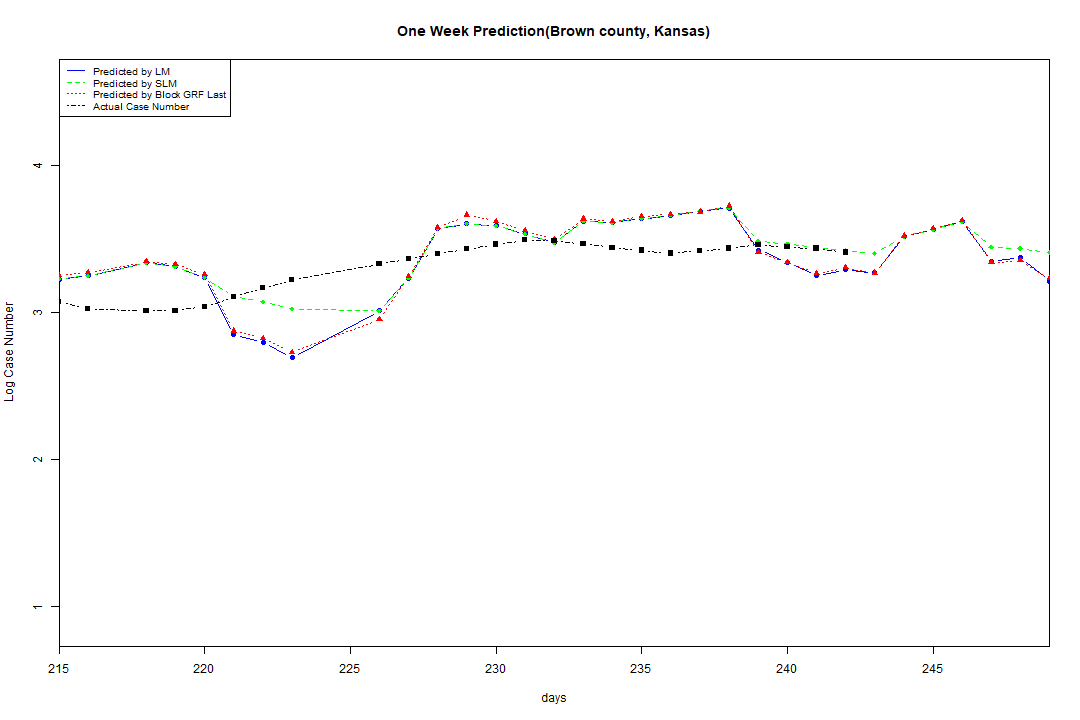 One Week Prediction(Brown county, Kansas)
Predicted by LM
Predicted by SLM
Predicted by Block GRF Last
Actual Case Number
4
3
2
1
Log Case Number
215 220 225 230 235 240 245
days